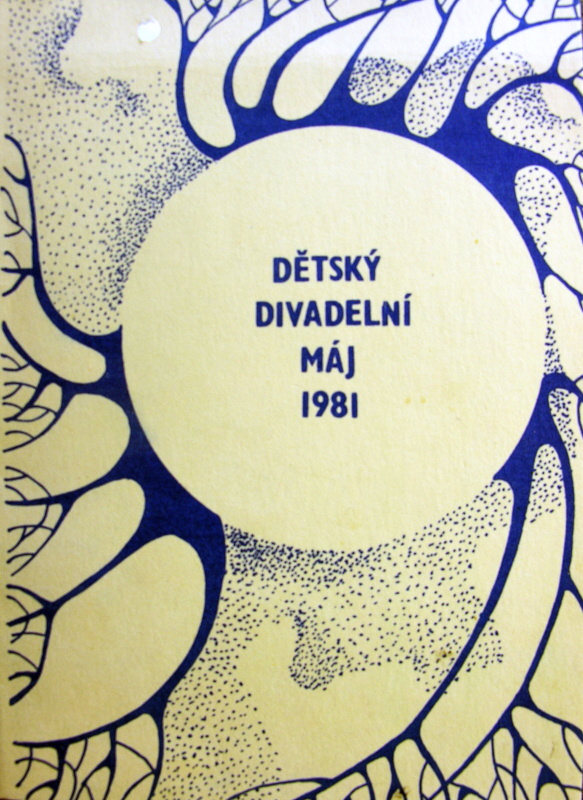 DĚTSKÝ
DIVADELNÍ
MÁJ
1981